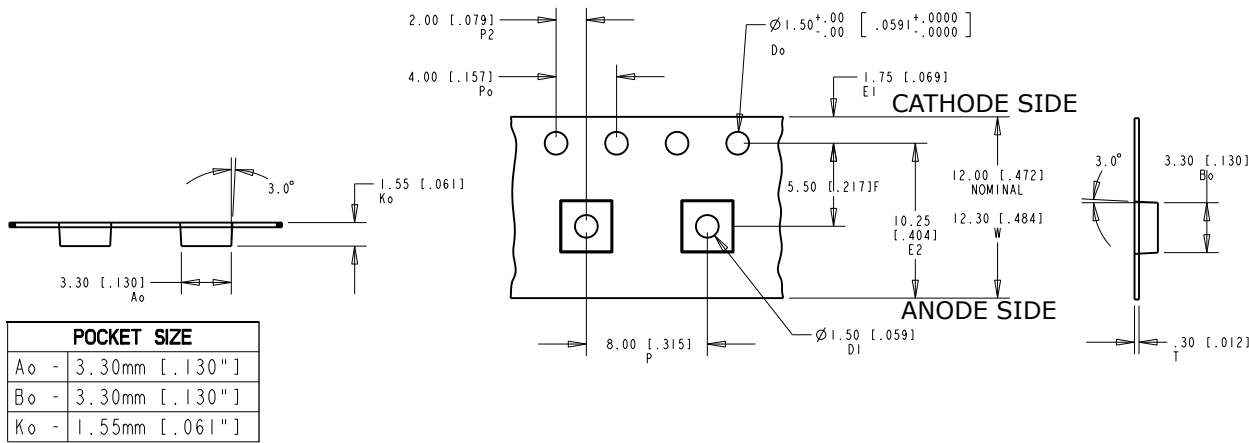 2.00 [.079]
P2
4.00 [.157]
Po
Ø1.50 +.00 -.00 [ .0591 +.0000 -.0000 ]
Do
1.75 [.069]
E1
CATHODE SIDE
3.0°
1.55 [.061]
Ko
3.30 [.130]
Ao
5.50 [.217]F
10.25
[.404]
E2
12.00 [.472]
NOMINAL
12.30 [.484]
W
3.0°
3.30 [.130]
Bo
ANODE SIDE
8.00 [.315]
P
Ø1.50 [.059]
D1
.30 [.012]
T
POCKET SIZE
Ao - 3.30mm [.130"]
Bo - 3.30mm [.130"]
Ko - 1.55mm [.061"]